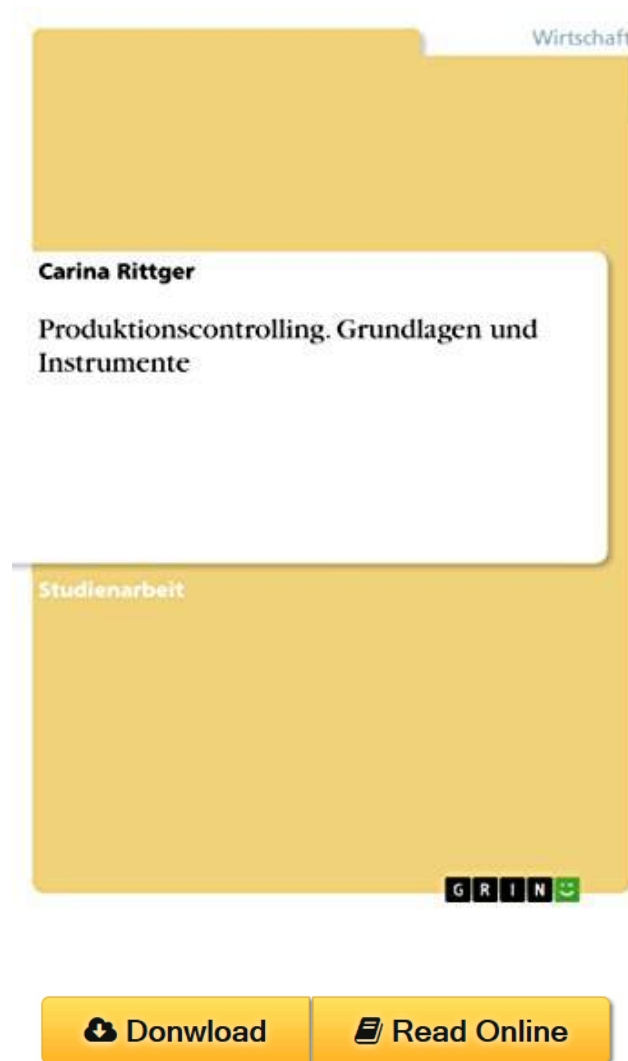 Wirtschaft
Carina Rittger
Produktionscontrolling. Grundlagen und
Instrumente
Studienarbeit
GRIN
Donwload
Read Online